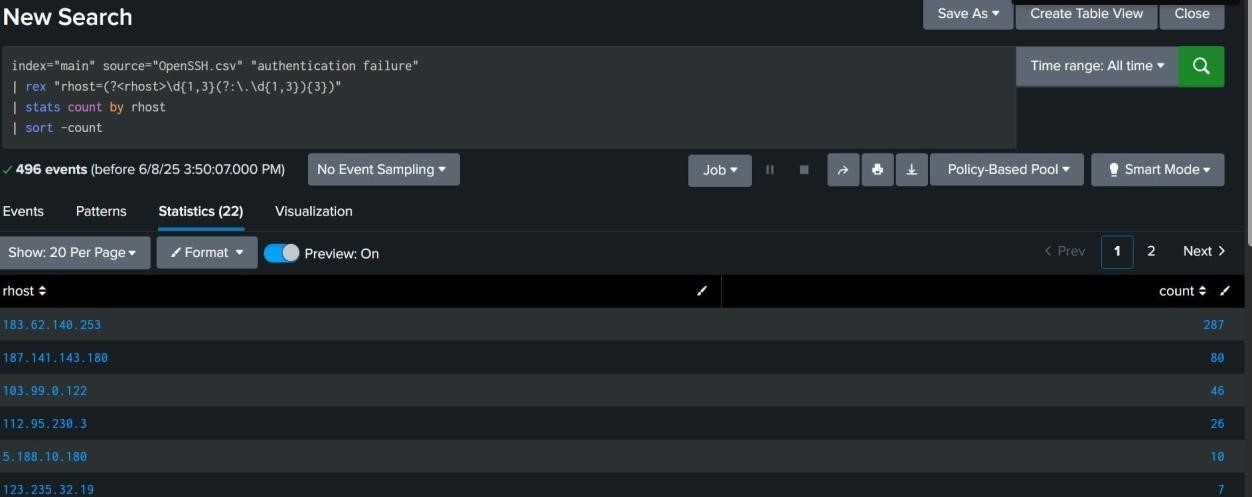 New Search
Save As ▾ Create Table View Close
index="main" source="OpenSSH.csv" "authentication failure"
| rex "rhost=(?<rhost>\d{1,3}(?:\.\d{1,3}){3})"
| stats count by rhost
| sort -count
Time range: All time ▾
✓ 496 events (before 6/8/25 3:50:07.000 PM) No Event Sampling ▾ Job ▾ Policy-Based Pool ▾ Smart Mode ▾
Events Patterns Statistics (22) Visualization
Show: 20 Per Page ▾ Format ▾ Preview: On < Prev 1 2 Next >
rhost count
183.62.140.253 287
187.141.143.180 80
103.99.0.122 46
112.95.230.3 26
5.188.10.180 10
123.235.32.19 7